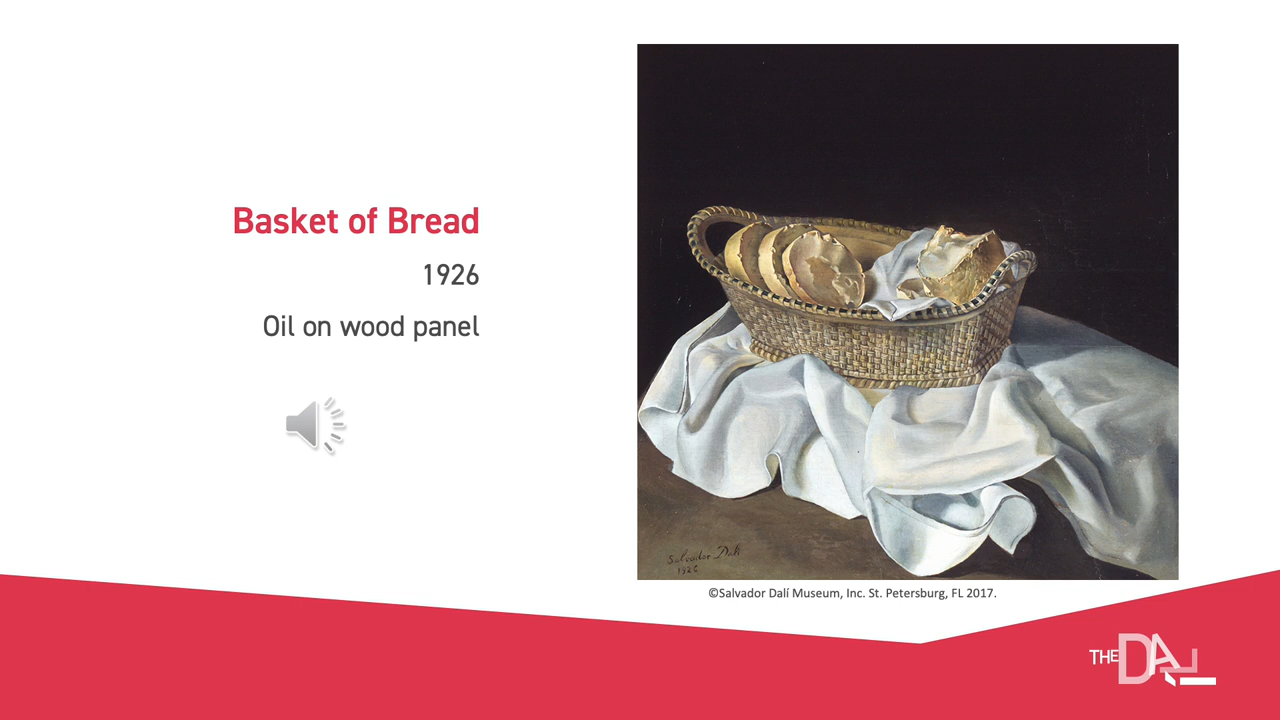 Basket of Bread
1926
Oil on wood panel
Salvador Dalí
1926
©Salvador Dalí Museum, Inc. St. Petersburg, FL 2017.
THE DALÍ